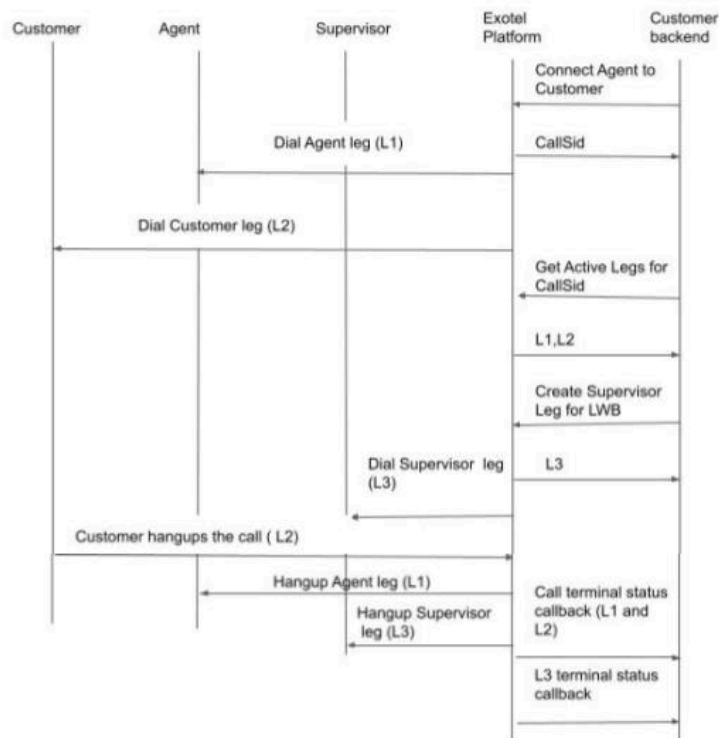 Customer
Agent
Supervisor
Exotel
Platform
Customer
backend
Connect Agent to
Customer
Dial Agent leg (L1)
CallSid
Dial Customer leg (L2)
Get Active Legs for
CallSid
L1,L2
Create Supervisor
Leg for LWB
Dial Supervisor leg
(L3)
L3
Customer hangups the call ( L2)
Hangup Agent leg (L1)
Call terminal status
callback (L1 and
L2)
Hangup Supervisor
leg (L3)
L3 terminal status
callback